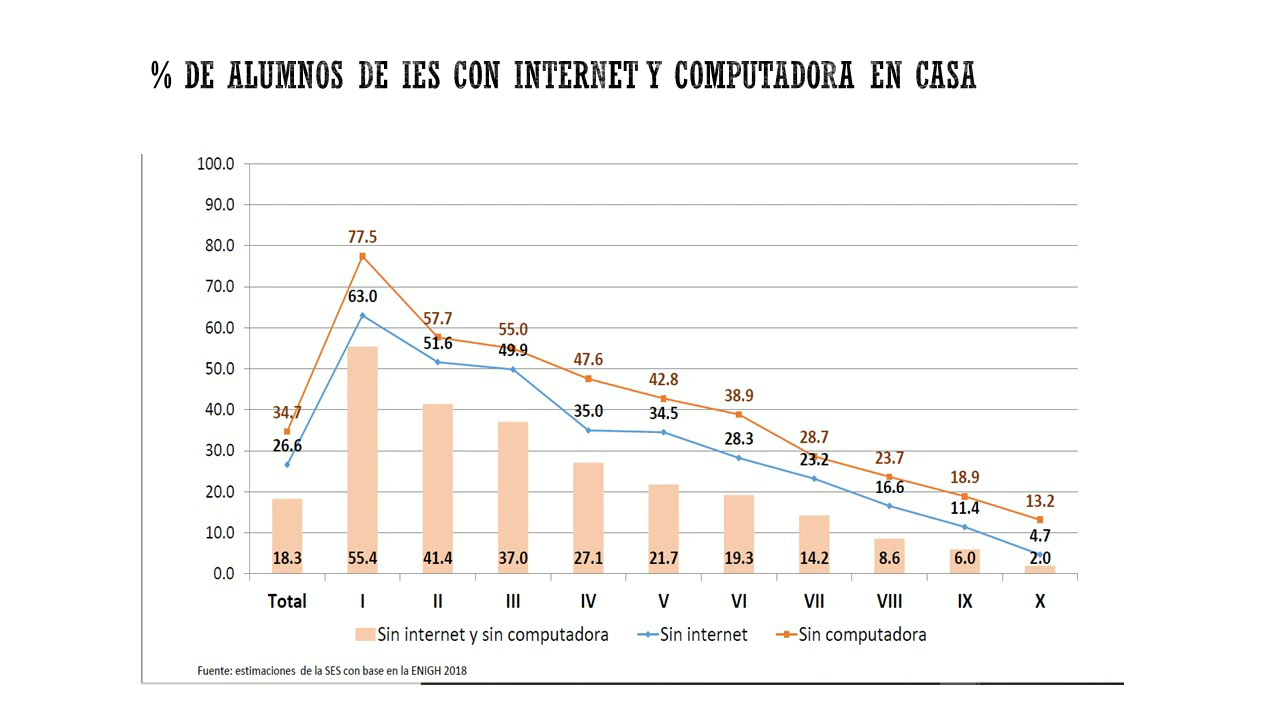 % DE ALUMNOS DE IES CON INTERNET Y COMPUTADORA EN CASA
100.0
90.0
80.0
70.0
60.0
50.0
40.0
30.0
20.0
10.0
0.0
34.7 77.5 57.7 55.0 47.6 42.8 38.9 28.7 23.7 18.9 13.2
26.6 63.0 51.6 49.9 35.0 34.5 28.3 23.2 16.6 11.4 4.7
18.3 55.4 41.4 37.0 27.1 21.7 19.3 14.2 8.6 6.0 2.0
Total I II III IV V VI VII VIII IX X
Sin internet y sin computadora Sin internet Sin computadora
Fuente: estimaciones de la SES con base en la ENIGH 2018